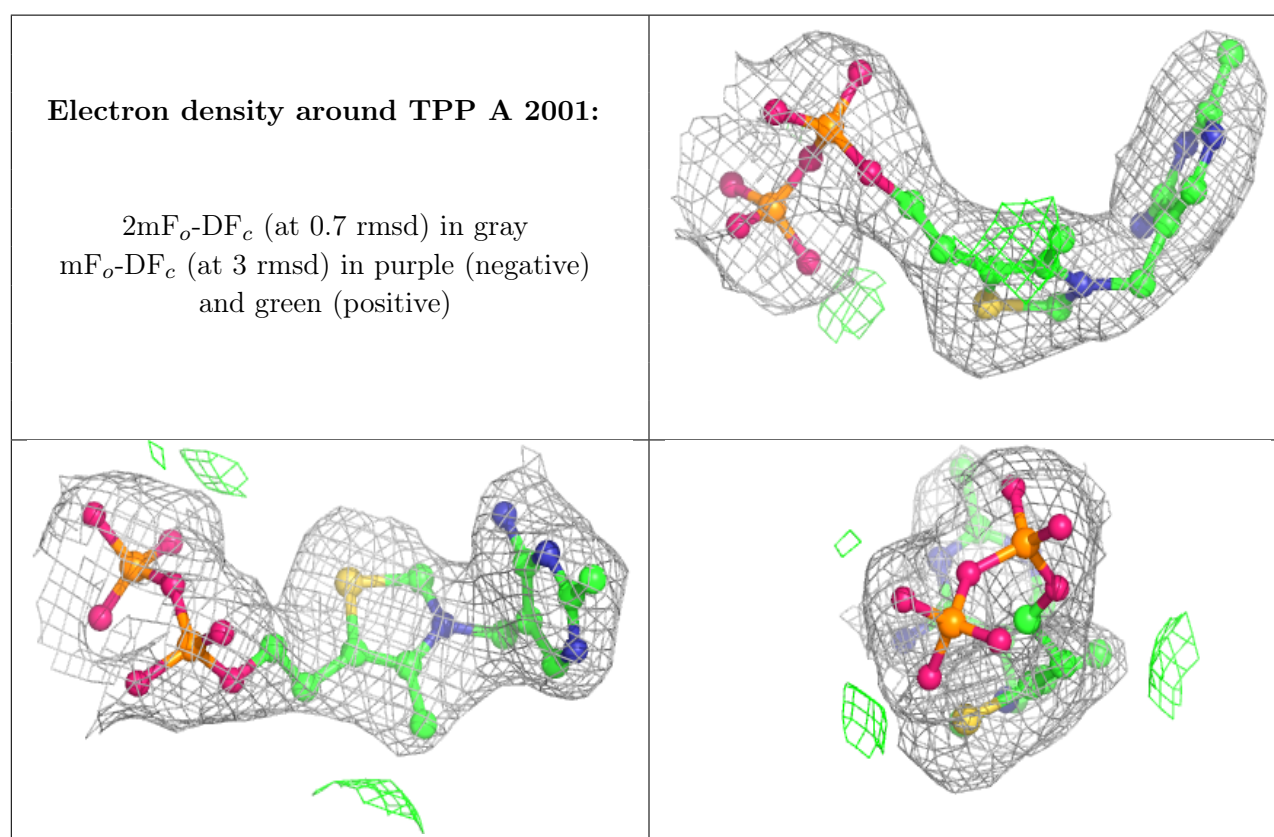 Electron density around TPP A 2001:
2mFo-DFc (at 0.7 rmsd) in gray
mFo-DFc (at 3 rmsd) in purple (negative)
and green (positive)